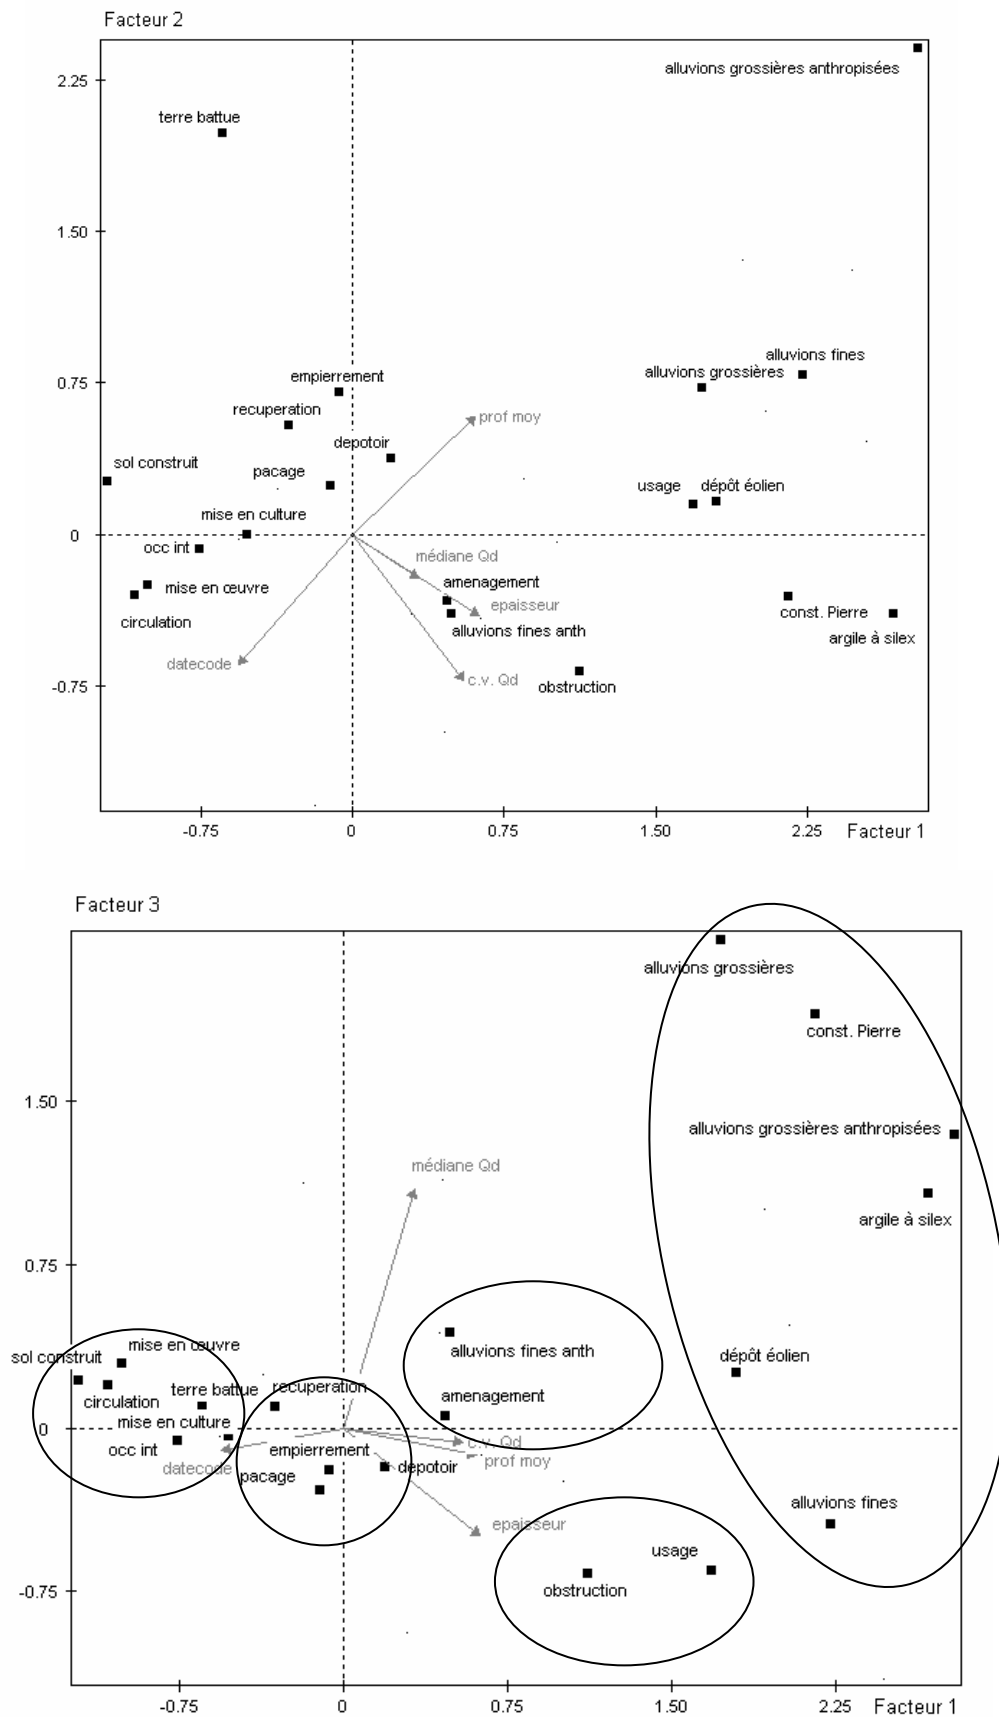 Facteur 2
alluvions grossières anthropisées
2.25
terre battue
1.50
alluvions fines
empierrement
alluvions grossières
0.75
recuperation
prof moy
depotoir
sol construit
pacage
usage
dépôt éolien
mise en culture
0
occ int
médiane Qd
amenagement
mise en œuvre
epaisseur
const. Pierre
circulation
alluvions fines anth
argile à silex
datecode
c.v. Qd
obstruction
-0.75
-0.75
0
0.75
1.50
2.25
Facteur 1
Facteur 3
alluvions grossières
const. Pierre
1.50
alluvions grossières anthropisées
médiane Qd
argile à silex
0.75
mise en œuvre
alluvions fines anth
sol construit
dépôt éolien
terre battue
recuperation
amenagement
circulation
mise en culture
0
c.v. Qd
occ int
empierrement
prof moy
datecode
pacage
depotoir
alluvions fines
epaisseur
usage
-0.75
obstruction
-0.75
0
0.75
1.50
2.25
Facteur 1